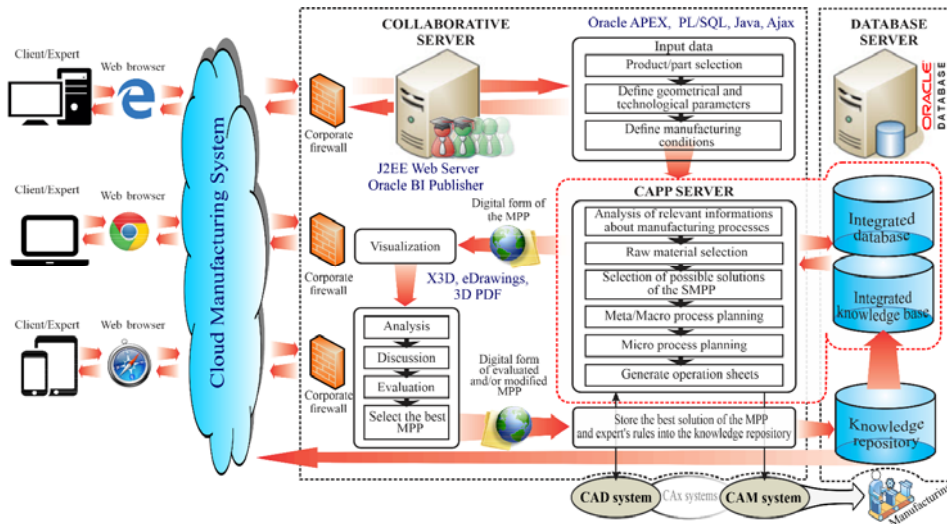 COLLABORATIVE
SERVER
Oracle APEX, PL/SQL, Java, Ajax
DATABASE
SERVER
Client/Expert
Web browser
Input data
Product/part selection
Define geometrical and
technological parameters
Define manufacturing
conditions
ORACLE
DATABASE
Corporate
firewall
J2EE Web Server
Oracle BI Publisher
Cloud Manufacturing System
Client/Expert
Web browser
Digital form of
the MPP
CAPP SERVER
Analysis of relevant informations
about manufacturing processes
Raw material selection
Selection of possible solutions
of the SMPP
Meta/Macro process planning
Micro process planning
Generate operation sheets
Integrated
database
Integrated
knowledge base
Visualization
Corporate
firewall
X3D, eDrawings,
3D PDF
Client/Expert
Web browser
Analysis
Discussion
Evaluation
Select the best
MPP
Corporate
firewall
Digital form
of evaluated
and/or modified
MPP
Store the best solution of the MPP
and expert's rules into the knowledge repository
Knowledge
repository
CAD system
CAx systems
CAM system
Manufacturing